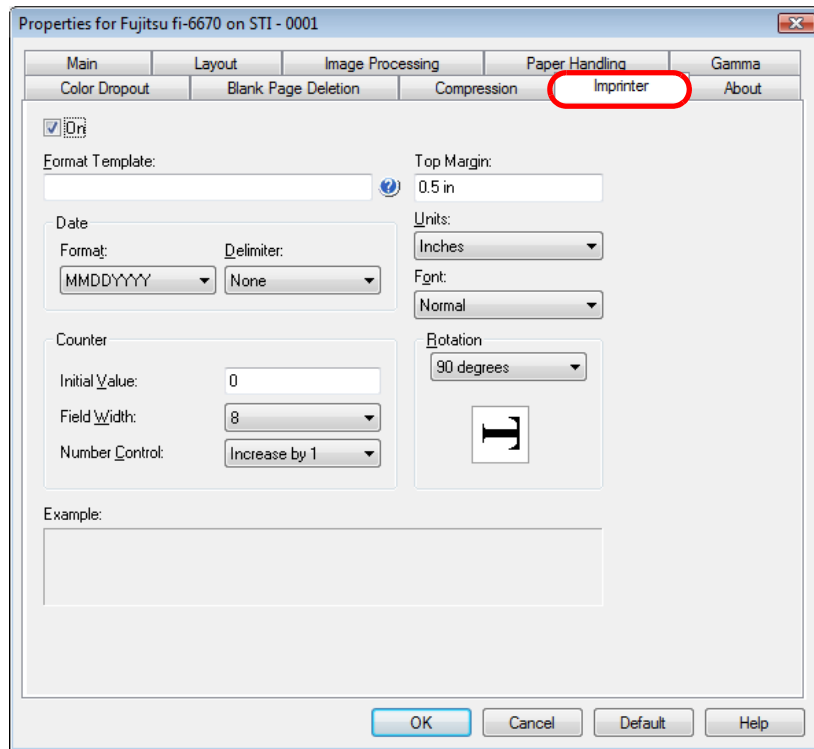 Properties for Fujitsu fi-6670 on STI - 0001
Main Layout Image Processing Paper Handling Gamma
Color Dropout Blank Page Deletion Compression Imprinter About
On
Format Template:
Top Margin:
0.5 in
Date
Format:
Delimiter:
MMDDYYYY
None
Units:
Inches
Font:
Normal
Counter
Initial Value:
0
Field Width:
8
Number Control:
Increase by 1
Rotation
90 degrees
T
Example:
OK Cancel Default Help